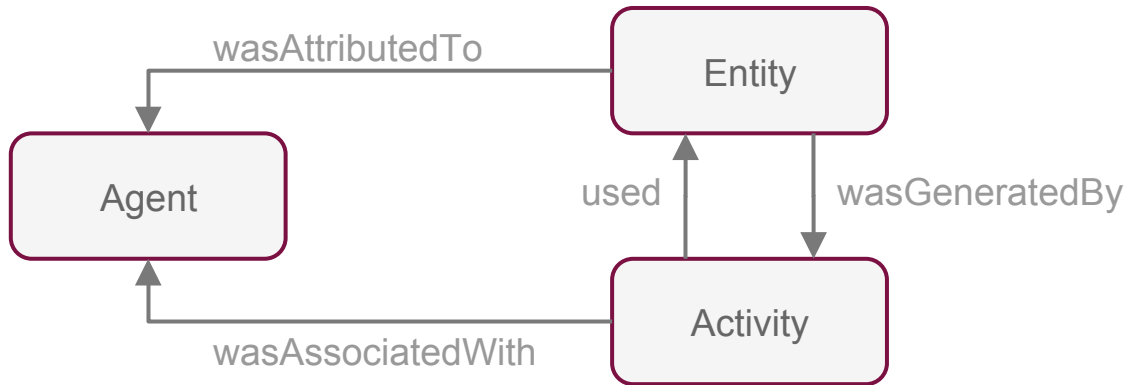 wasAttributedTo
Entity
Agent
used
wasGeneratedBy
Activity
wasAssociatedWith